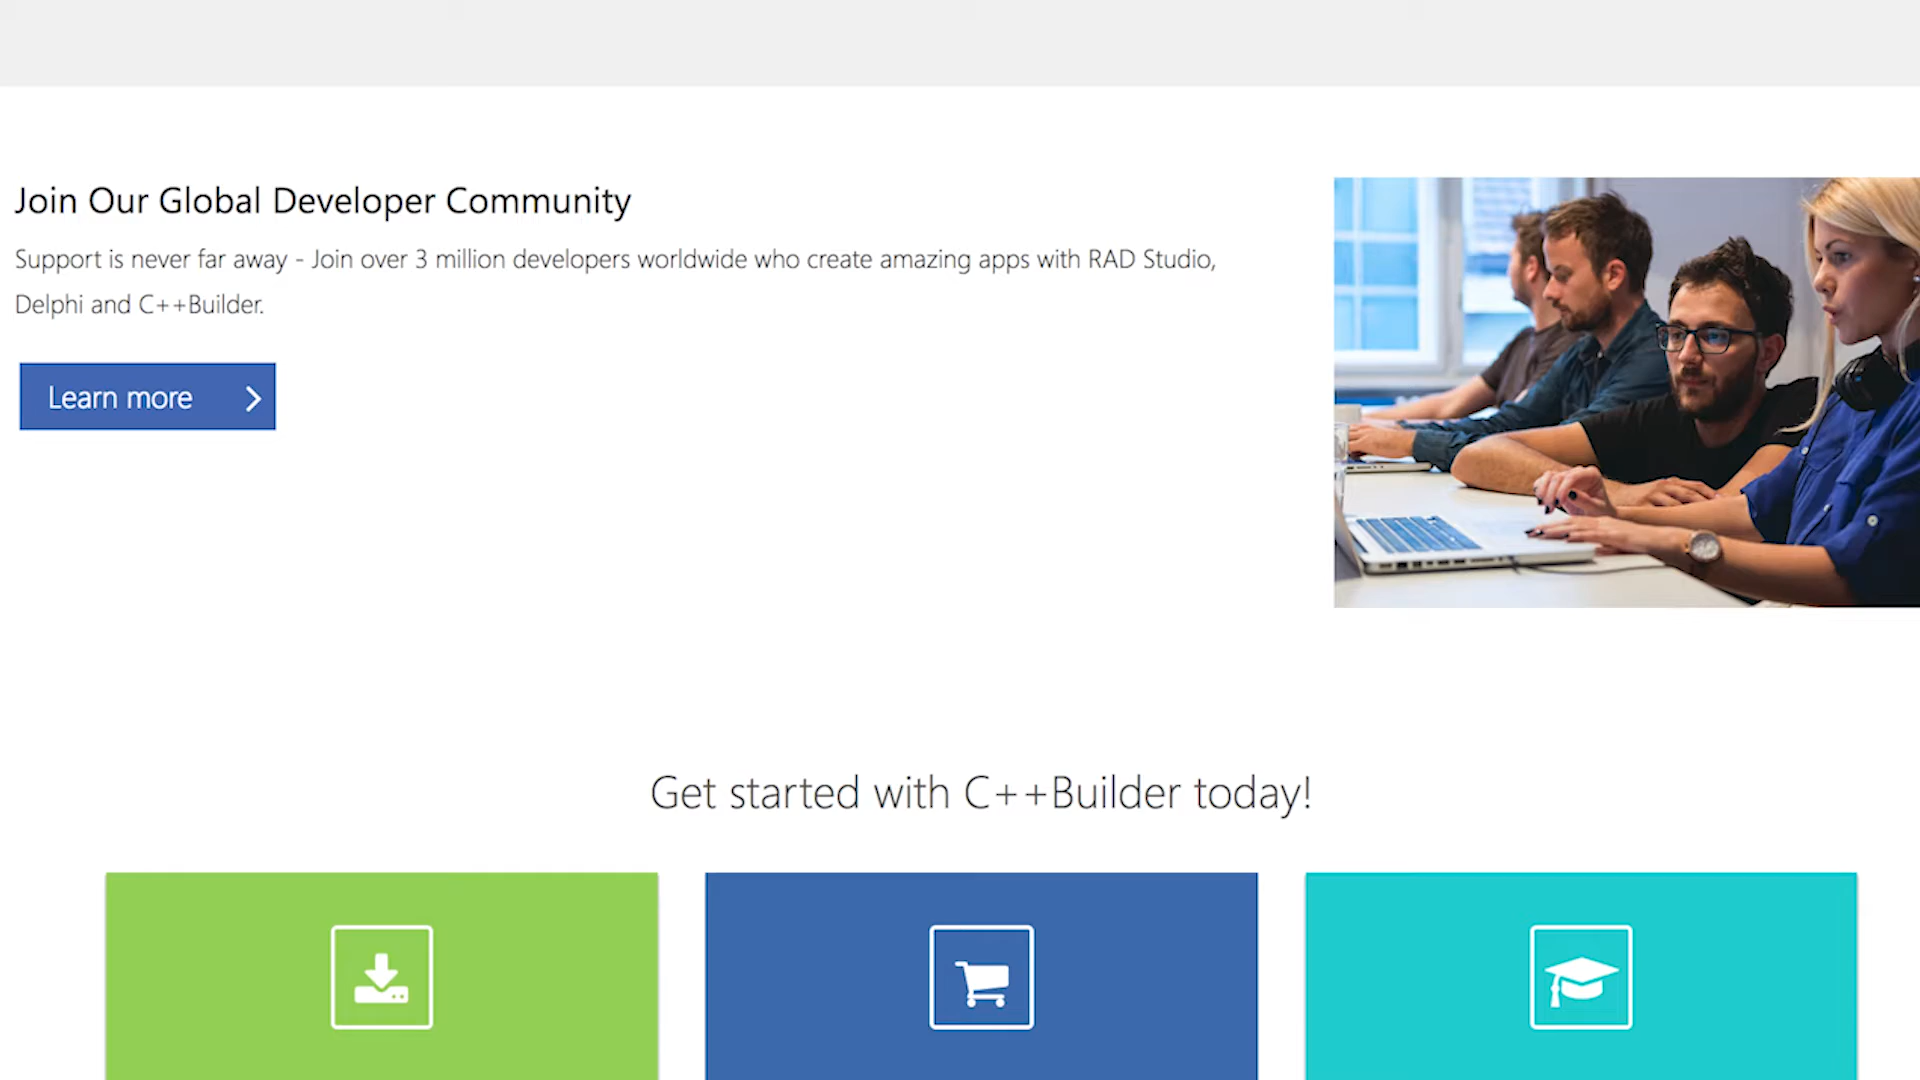 Join Our Global Developer Community
Support is never far away - Join over 3 million developers worldwide who create amazing apps with RAD Studio,
Delphi and C++Builder.
Learn more
Get started with C++Builder today!